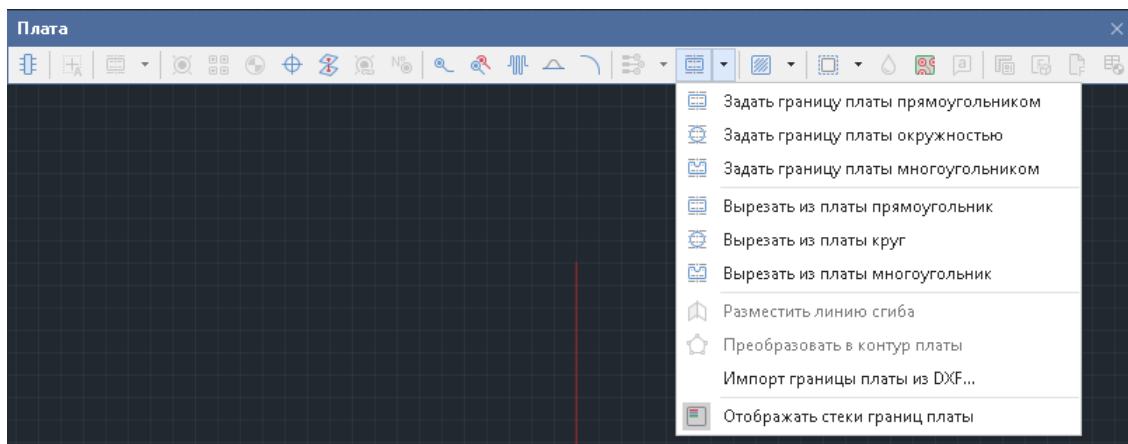 Плата
Задать границу платы прямоугольником
Задать границу платы окружностью
Задать границу платы многоугольником
Вырезать из платы прямоугольник
Вырезать из платы круг
Вырезать из платы многоугольник
Разместить линию сгиба
Преобразовать в контур платы
Импорт границы платы из DXF...
Отображать стеки границ платы